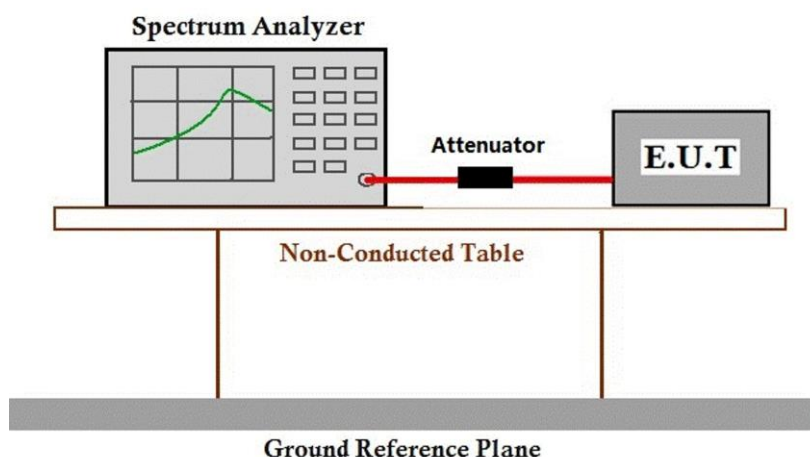 Spectrum Analyzer
Attenuator
E.U.T
Non-Conducted Table
Ground Reference Plane